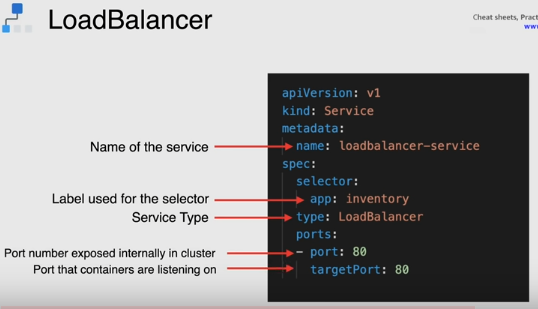 LoadBalancer
Cheat sheets, Pract
www
apiVersion: v1
kind: Service
metadata:
Name of the service
name: loadbalancer-service
spec:
selector:
Label used for the selector
app: inventory
Service Type
type: LoadBalancer
ports:
Port number exposed internally in cluster
- port: 80
Port that containers are listening on
targetPort: 80